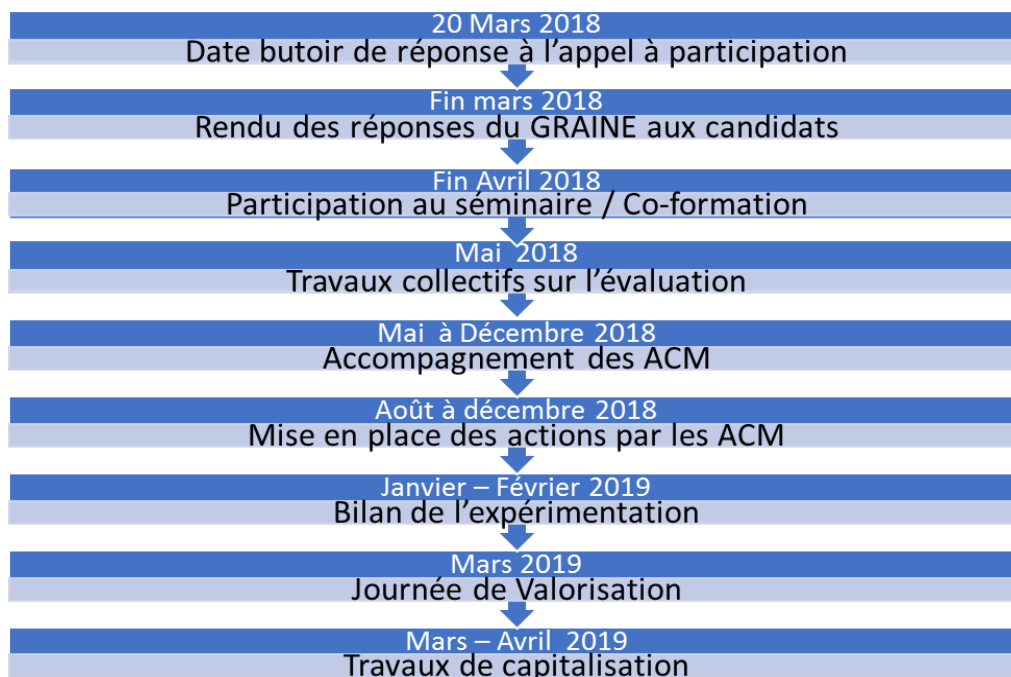 20 Mars 2018
Date butoir de réponse à l'appel à participation
Fin mars 2018
Rendu des réponses du GRAINE aux candidats
Fin Avril 2018
Participation au séminaire / Co-formation
Mai 2018
Travaux collectifs sur l'évaluation
Mai à Décembre 2018
Accompagnement des ACM
Août à décembre 2018
Mise en place des actions par les ACM
Janvier – Février 2019
Bilan de l'expérimentation
Mars 2019
Journée de Valorisation
Mars – Avril 2019
Travaux de capitalisation